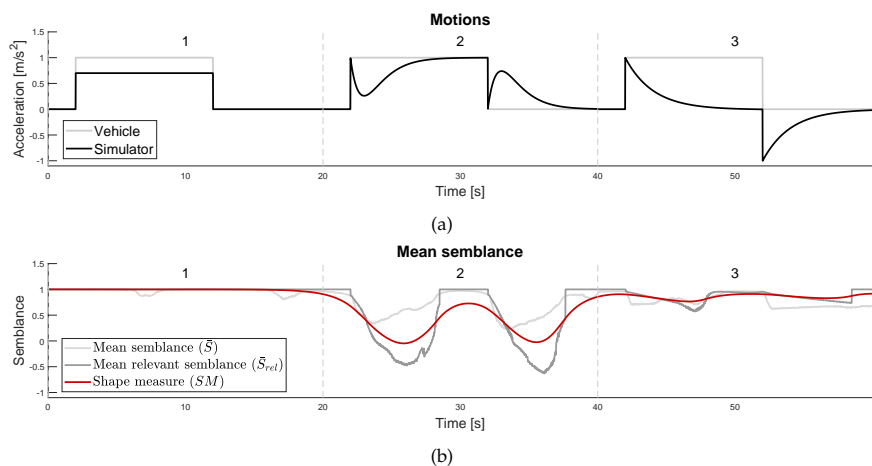 Motions
1.5
1
2
3
1
0.5
0
-0.5
-1
Acceleration [m/s²]
Vehicle
Simulator
0
10
20
30
40
50
Time [s]
(a)
Mean semblance
1.5
1
2
3
1
0.5
0
-0.5
-1
Semblance
Mean semblance (S̄)
Mean relevant semblance (S̄rel)
Shape measure (SM)
0
10
20
30
40
50
Time [s]
(b)